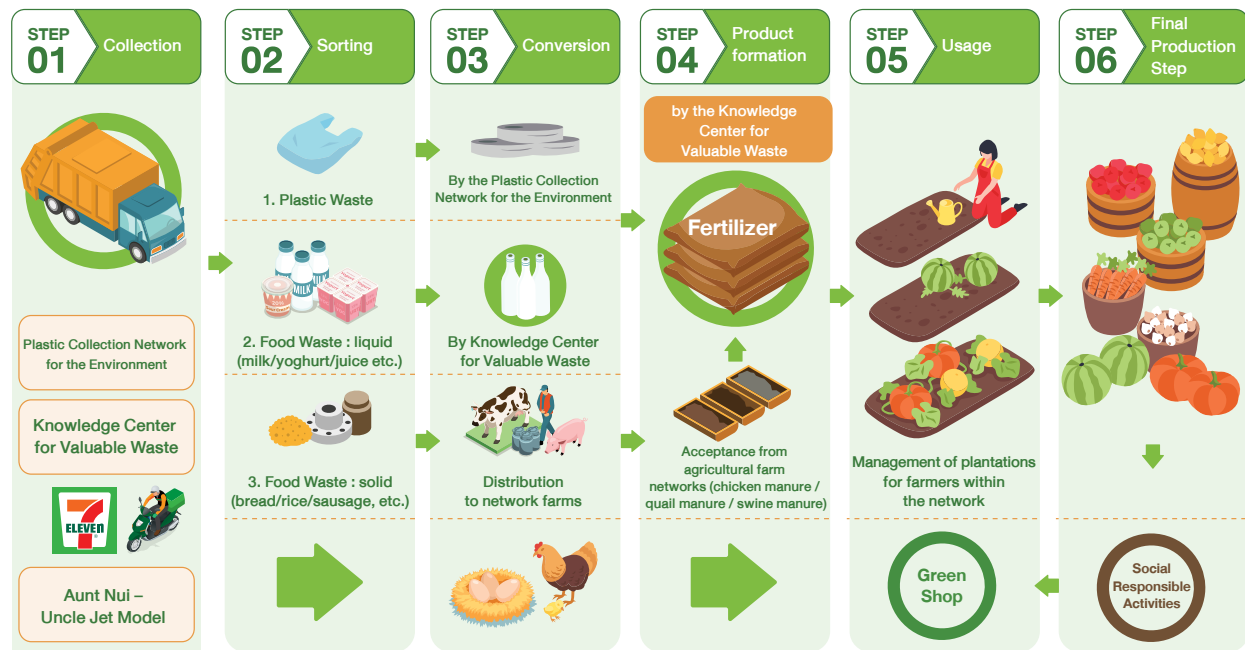 STEP
01
Collection
STEP
02
Sorting
STEP
03
Conversion
STEP
04
Product
formation
STEP
05
Usage
STEP
06
Final
Production
Step
Plastic Collection Network
for the Environment
Knowledge Center
for Valuable Waste
7
ELEVEN
Aunt Nui –
Uncle Jet Model
1. Plastic Waste
MILK
MILK
MILK
2. Food Waste : liquid
(milk/yoghurt/juice etc.)
3. Food Waste : solid
(bread/rice/sausage, etc.)
By the Plastic Collection
Network for the Environment
By Knowledge Center
for Valuable Waste
Distribution
to network farms
by the Knowledge
Center for
Valuable Waste
Fertilizer
Acceptance from
agricultural farm
networks (chicken manure /
quail manure / swine manure)
Management of plantations
for farmers within
the network
Green
Shop
Social
Responsible
Activities